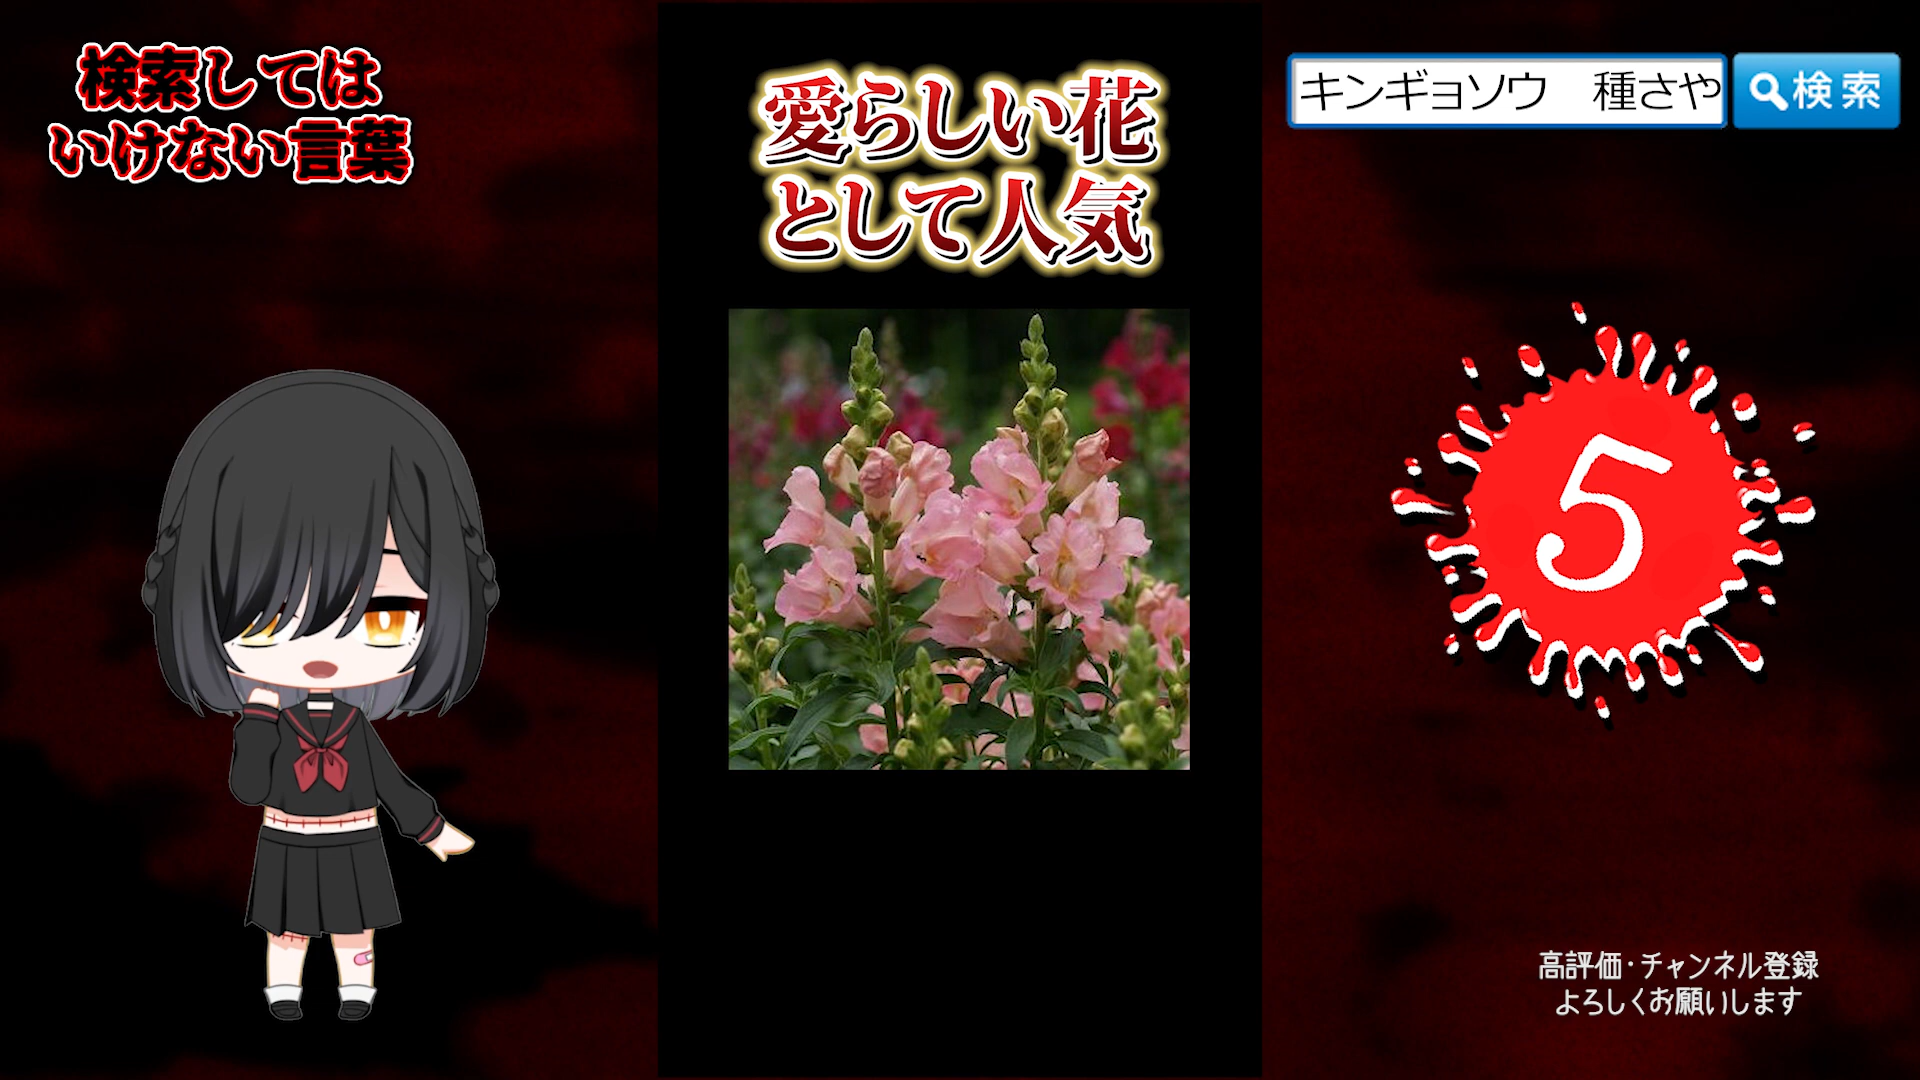 検索しては
いけない言葉
愛らしい花
として人気
キンギョソウ　種さや
検索
5
高評価・チャンネル登録
よろしくお願いします